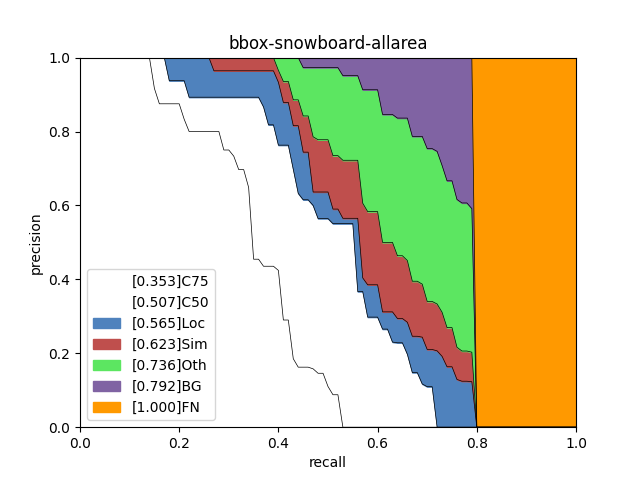 bbox-snowboard-allarea
1.0
0.8
0.6
0.4
0.2
0.0
precision
[0.353]C75
[0.507]C50
[0.565]Loc
[0.623]Sim
[0.736]Oth
[0.792]BG
[1.000]FN
0.0 0.2 0.4 0.6 0.8 1.0
recall